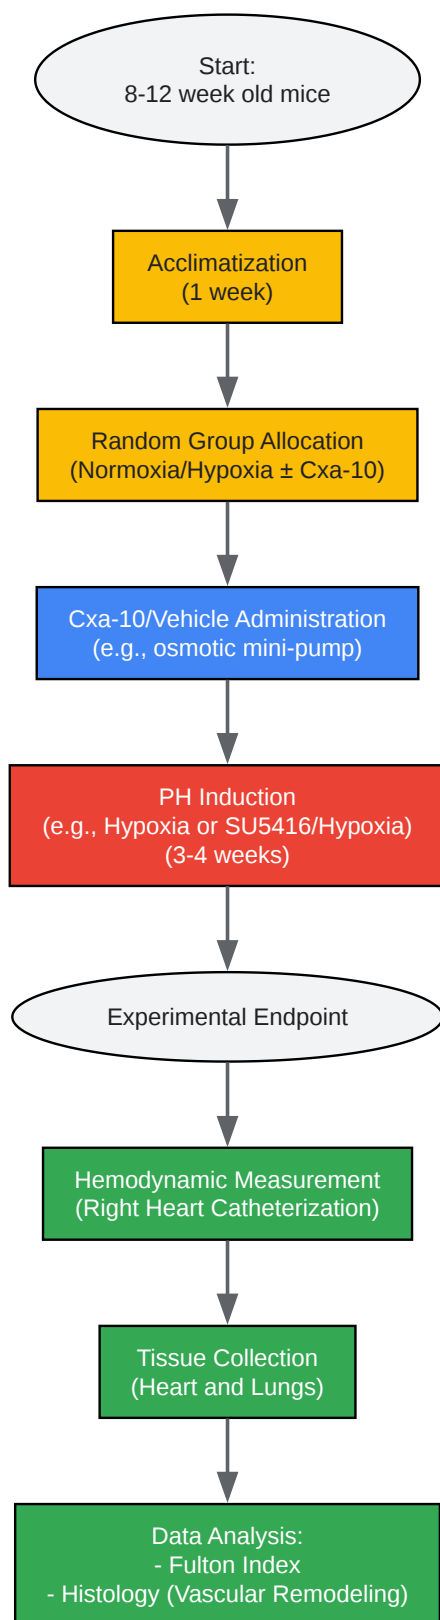 Start:
8-12 week old mice
Acclimatization
(1 week)
Random Group Allocation
(Normoxia/Hypoxia ± Cxa-10)
Cxa-10/Vehicle Administration
(e.g., osmotic mini-pump)
PH Induction
(e.g., Hypoxia or SU5416/Hypoxia)
(3-4 weeks)
Experimental Endpoint
Hemodynamic Measurement
(Right Heart Catheterization)
Tissue Collection
(Heart and Lungs)
Data Analysis:
- Fulton Index
- Histology (Vascular Remodeling)